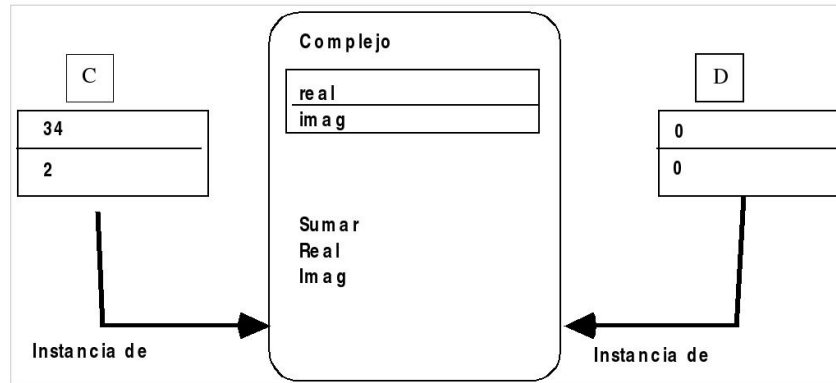 Complejo
C
real
imag
34
2
Sumar
Real
Imag
Instancia de
D
0
0
Instancia de